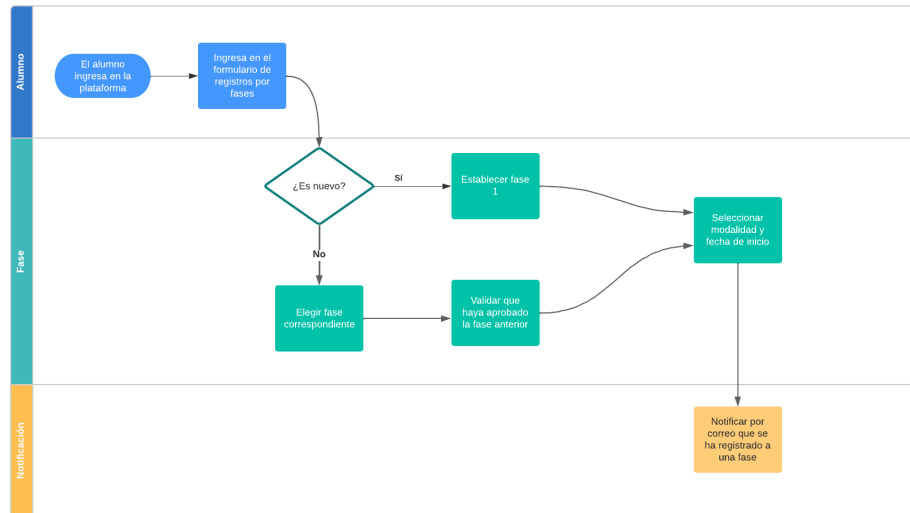 Alumno
El alumno
ingresa en la
plataforma
Ingresa en el
formulario de
registros por
fases
Fase
¿Es nuevo?
Sí
Establecer fase
1
Seleccionar
modalidad y
fecha de inicio
No
Elegir fase
correspondiente
Validar que
haya aprobado
la fase anterior
Notificación
Notificar por
correo que se
ha registrado a
una fase